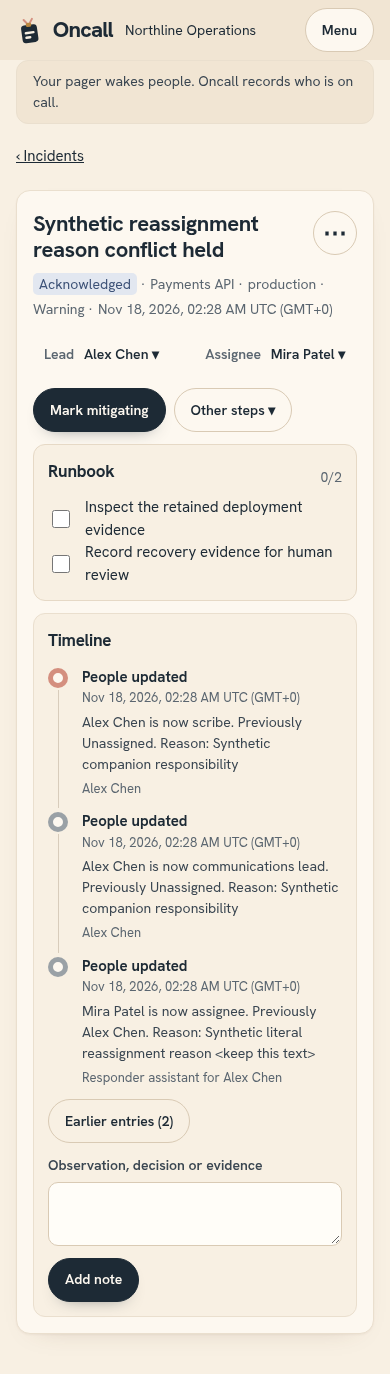 Oncall Northline Operations Menu
Your pager wakes people. Oncall records who is on
call.
‹ Incidents
Synthetic reassignment
reason conflict held
···
Acknowledged · Payments API · production ·
Warning · Nov 18, 2026, 02:28 AM UTC (GMT+0)
Lead Alex Chen ▾ Assignee Mira Patel ▾
Mark mitigating Other steps ▾
Runbook 0/2
Inspect the retained deployment
evidence
Record recovery evidence for human
review
Timeline
People updated
Nov 18, 2026, 02:28 AM UTC (GMT+0)
Alex Chen is now scribe. Previously
Unassigned. Reason: Synthetic
companion responsibility
Alex Chen
People updated
Nov 18, 2026, 02:28 AM UTC (GMT+0)
Alex Chen is now communications lead.
Previously Unassigned. Reason: Synthetic
companion responsibility
Alex Chen
People updated
Nov 18, 2026, 02:28 AM UTC (GMT+0)
Mira Patel is now assignee. Previously
Alex Chen. Reason: Synthetic literal
reassignment reason <keep this text>
Responder assistant for Alex Chen
Earlier entries (2)
Observation, decision or evidence
Add note